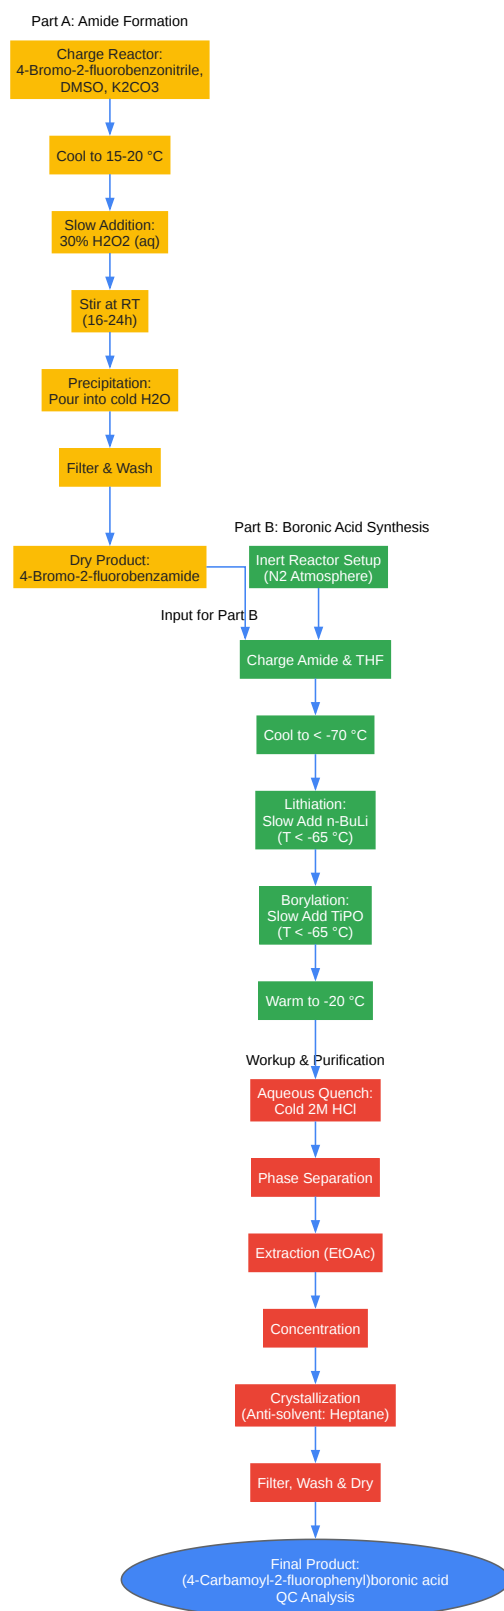 Part A: Amide Formation
Charge Reactor:
4-Bromo-2-fluorobenzonitrile,
DMSO, K2CO3
Cool to 15-20 °C
Slow Addition:
30% H2O2 (aq)
Stir at RT
(16-24h)
Precipitation:
Pour into cold H2O
Filter & Wash
Dry Product:
4-Bromo-2-fluorobenzamide
Input for Part B
Part B: Boronic Acid Synthesis
Inert Reactor Setup
(N2 Atmosphere)
Charge Amide & THF
Cool to < -70 °C
Lithiation:
Slow Add n-BuLi
(T < -65 °C)
Borylation:
Slow Add TiPO
(T < -65 °C)
Warm to -20 °C
Workup & Purification
Aqueous Quench:
Cold 2M HCl
Phase Separation
Extraction (EtOAc)
Concentration
Crystallization
(Anti-solvent: Heptane)
Filter, Wash & Dry
Final Product:
(4-Carbamoyl-2-fluorophenyl)boronic acid
QC Analysis